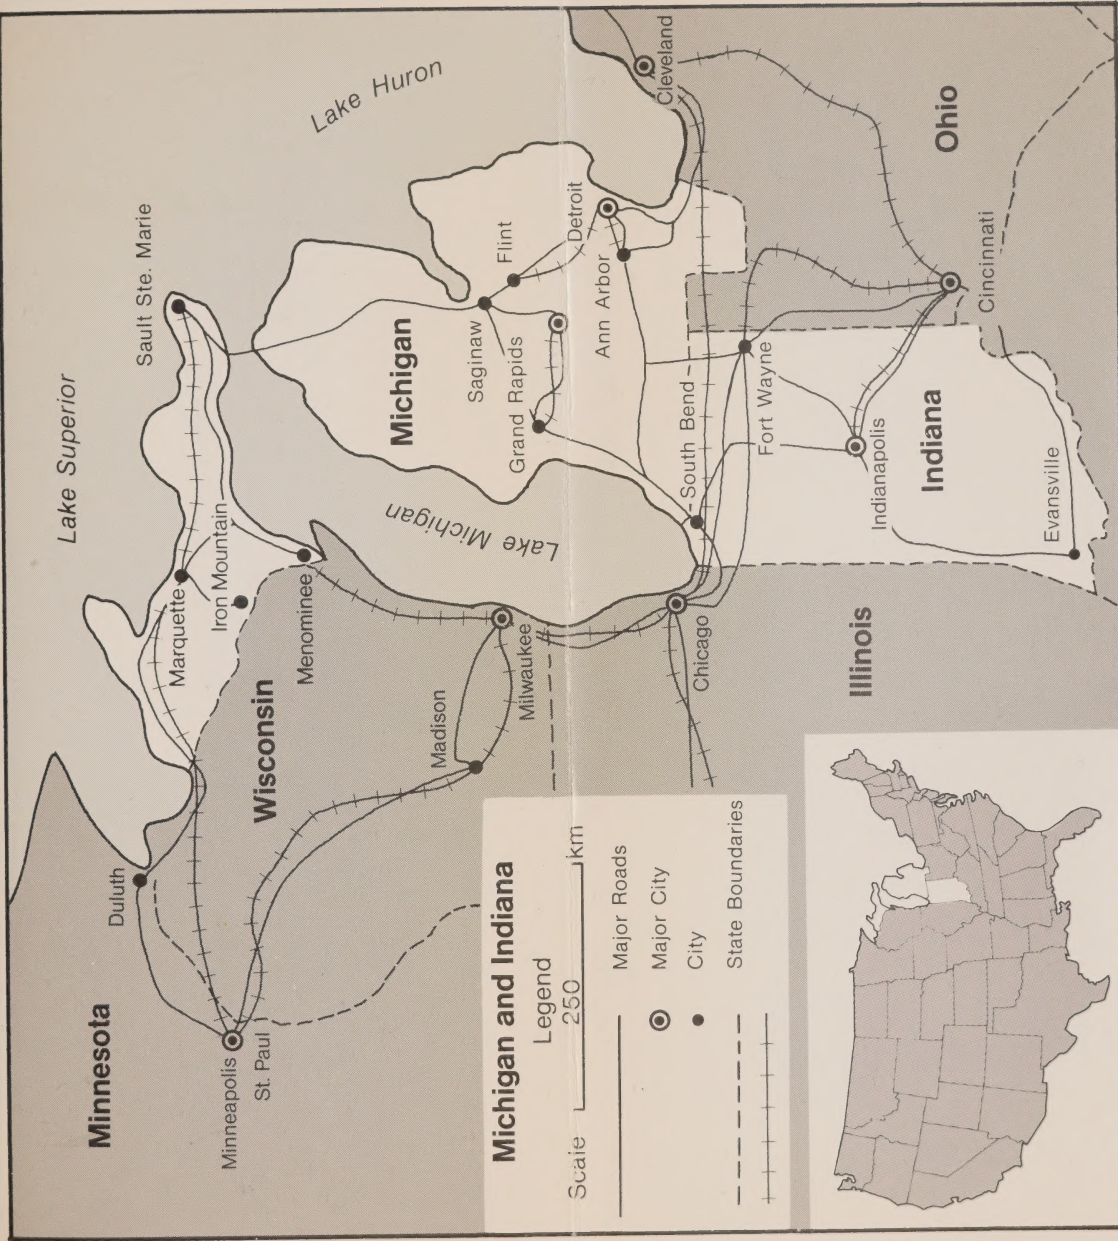 Lake Superior
Lake Huron
Lake Michigan
Minnesota
Wisconsin
Michigan
Illinois
Indiana
Ohio
Duluth
Minneapolis
St. Paul
Marquette
Iron Mountain
Menominee
Sault Ste. Marie
Madison
Milwaukee
Chicago
Saginaw
Flint
Grand Rapids
Detroit
Ann Arbor
South Bend
Fort Wayne
Indianapolis
Evansville
Cincinnati
Cleveland
Michigan and Indiana
Legend
Scale 250 km
Major Roads
Major City
City
State Boundaries